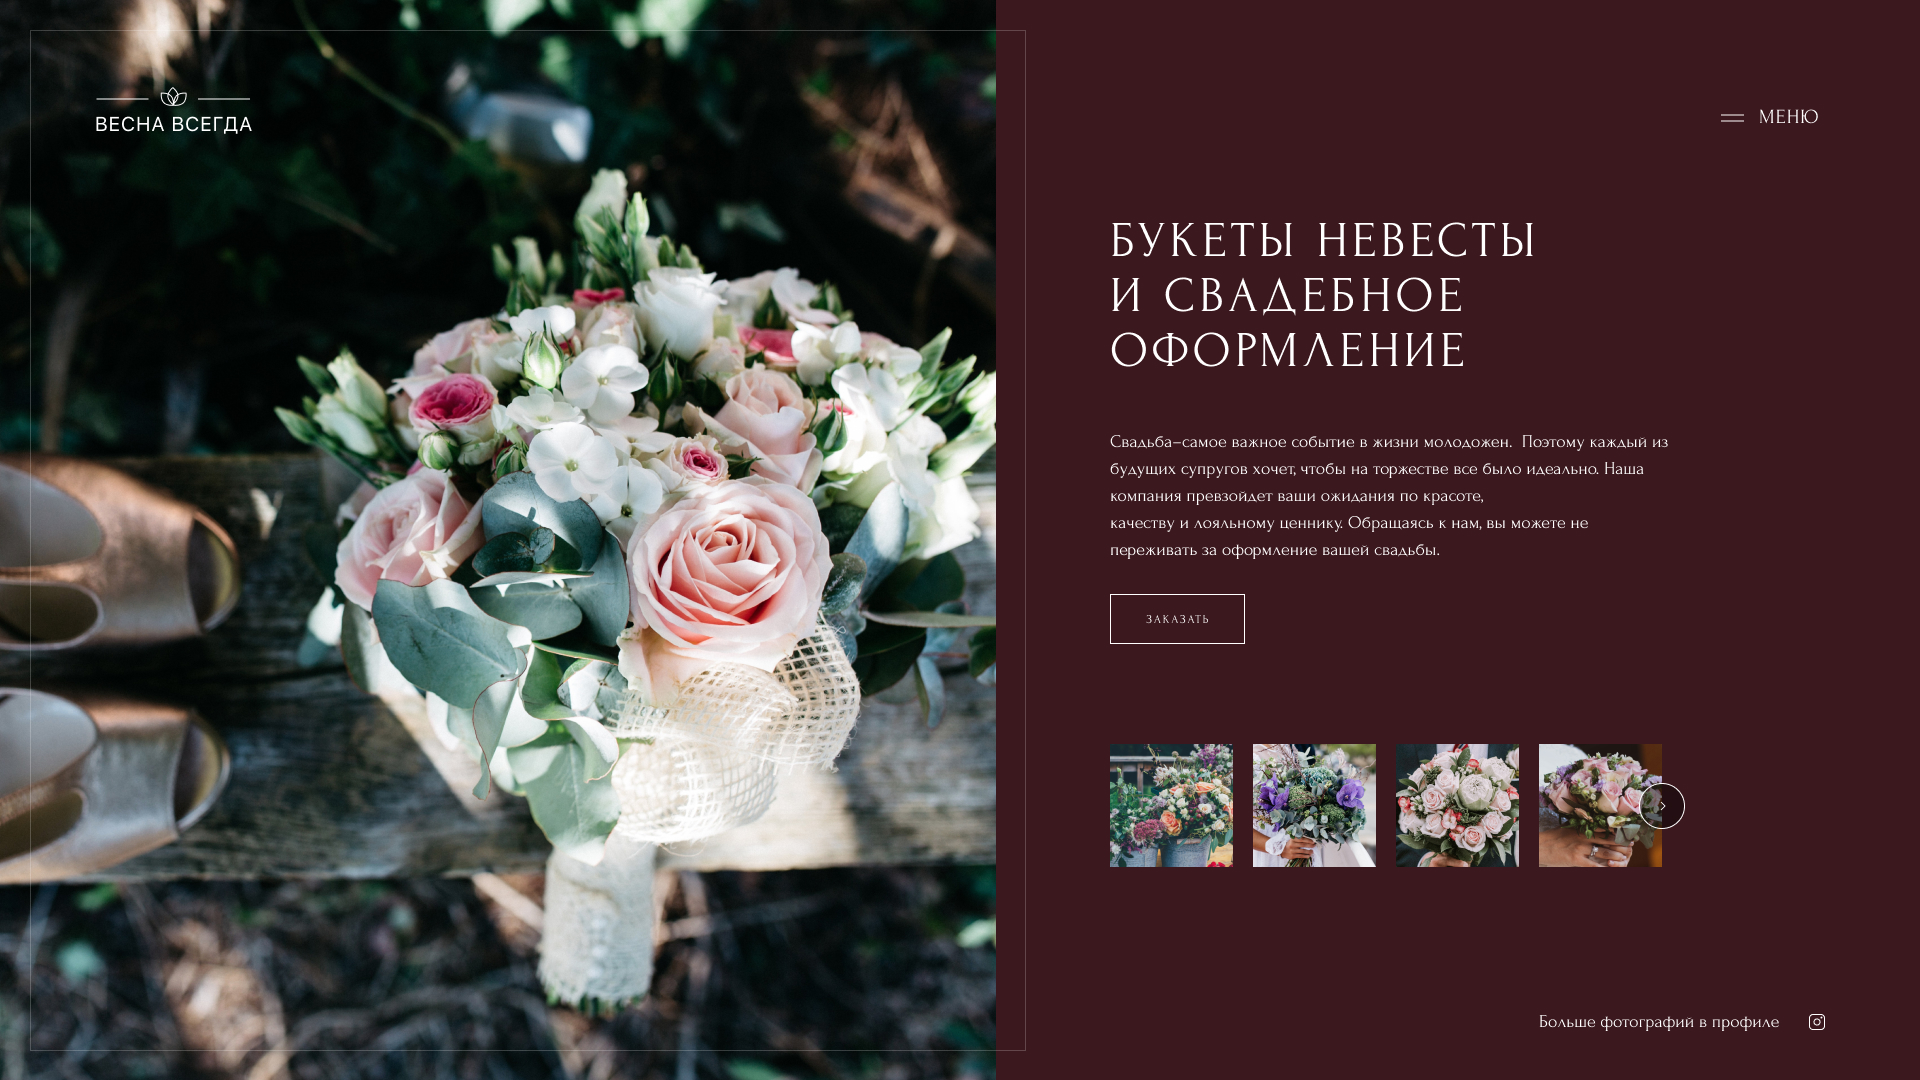 ВЕСНА ВСЕГДА
МЕНЮ
БУКЕТЫ НЕВЕСТЫ
И СВАДЕБНОЕ
ОФОРМЛЕНИЕ
Свадьба–самое важное событие в жизни молодожен.  Поэтому каждый из
будущих супругов хочет, чтобы на торжестве все было идеально. Наша
компания превзойдет ваши ожидания по красоте,
качеству и лояльному ценнику. Обращаясь к нам, вы можете не
переживать за оформление вашей свадьбы.
ЗАКАЗАТЬ
Больше фотографий в профиле